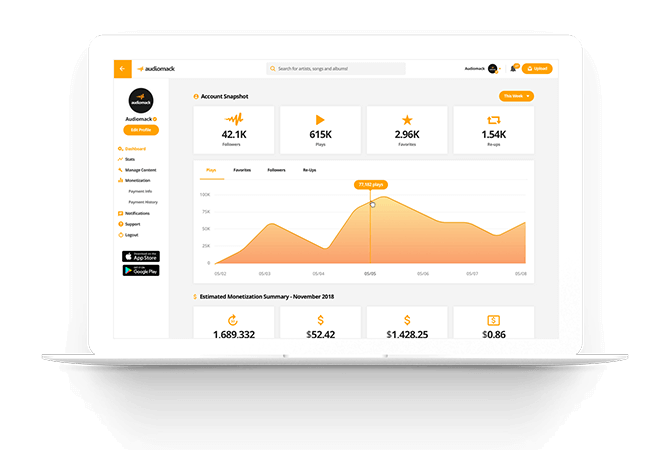 audiomack
Search for artists, songs and albums!
Audiomack
Upload
Audiomack
Edit Profile
Dashboard
Stats
Manage Content
Monetization
Payment Info
Payment History
Notifications
Support
Logout
Download on the
App Store
GET IT ON
Google Play
Account Snapshot
This Week
42.1K
Followers
615K
Plays
2.96K
Favorites
1.54K
Re-ups
Plays Favorites Followers Re-Ups
100K
75K
50K
25K
0
05/02 05/03 05/04 05/05 05/06 05/07 05/08
Estimated Monetization Summary - November 2018
1.689.332
$52.42
$1.428.25
$0.86